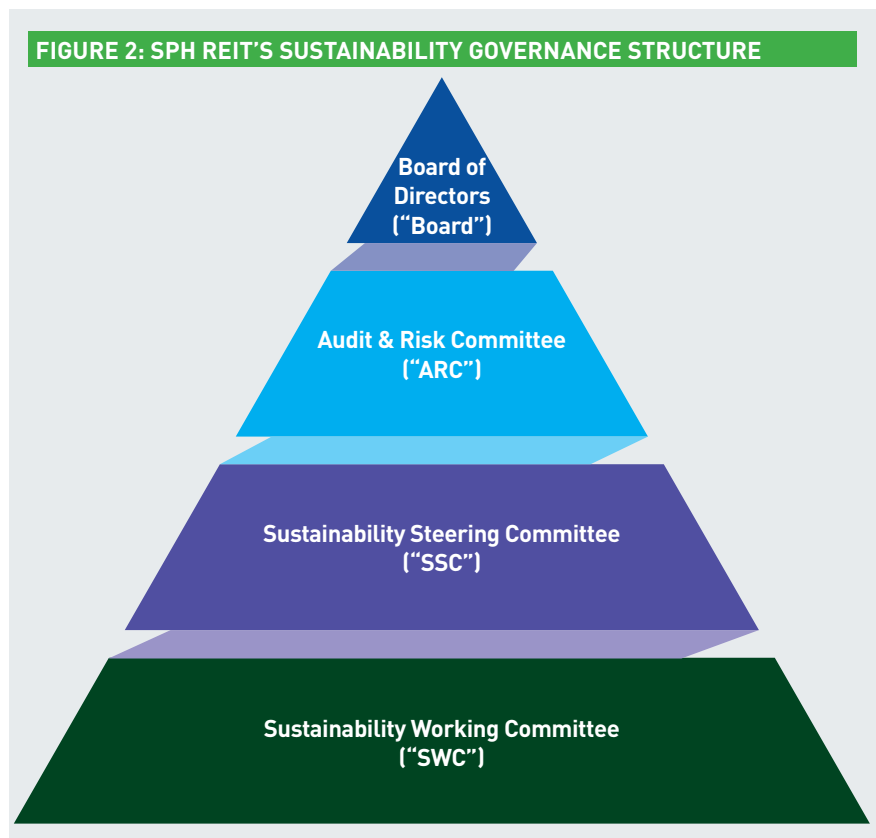 FIGURE 2: SPH REIT’S SUSTAINABILITY GOVERNANCE STRUCTURE
Board of
Directors
(“Board”)
Audit & Risk Committee
(“ARC”)
Sustainability Steering Committee
(“SSC”)
Sustainability Working Committee
(“SWC”)